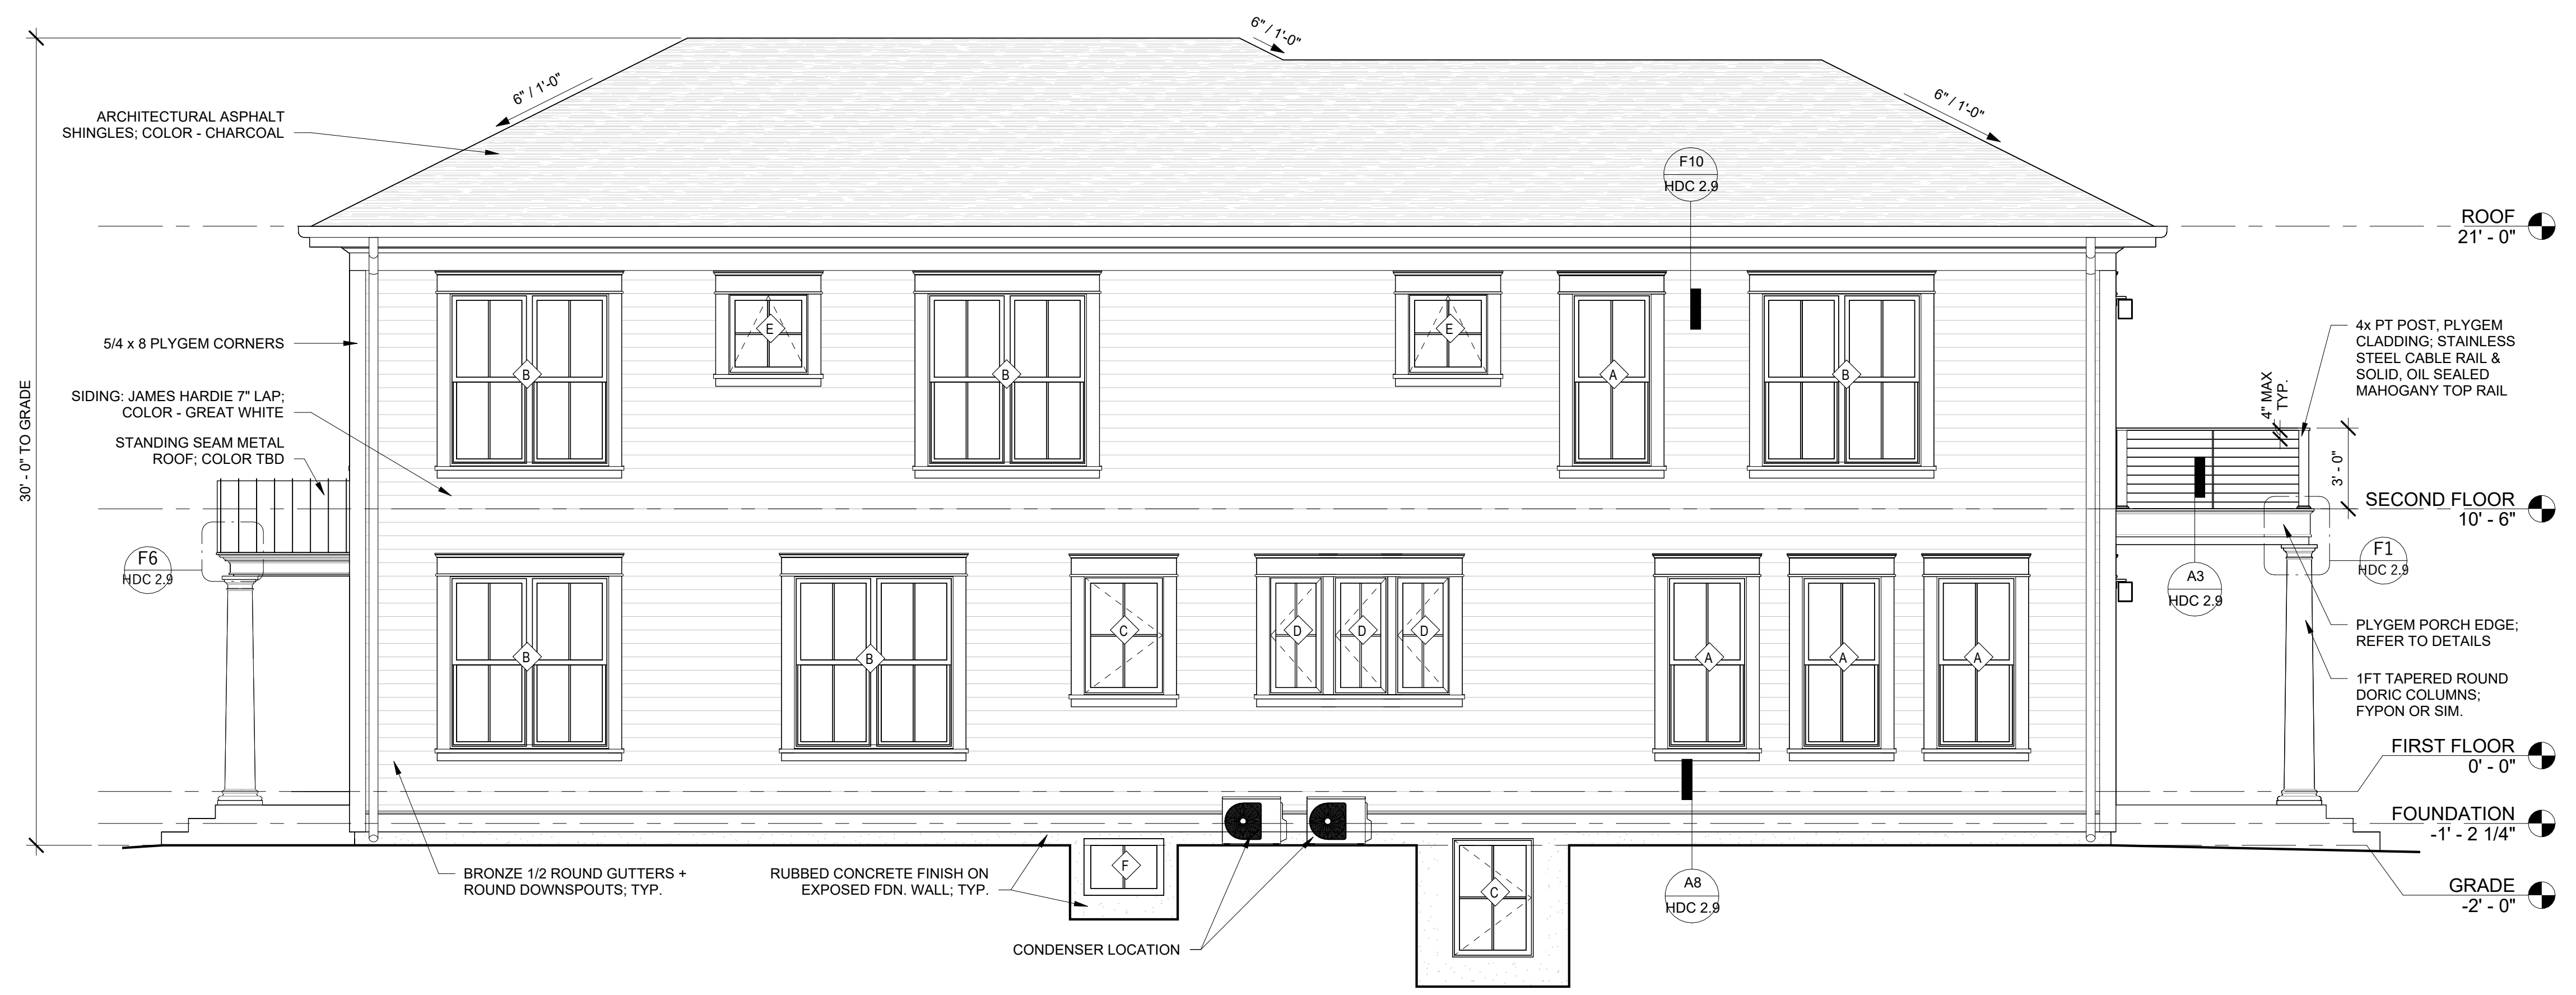 6" / 1'-0"
6" / 1'-0"
6" / 1'-0"
ARCHITECTURAL ASPHALT
SHINGLES; COLOR - CHARCOAL
F10
HDC 2.9
ROOF
21' - 0"
30' - 0" TO GRADE
5/4 x 8 PLYGEM CORNERS
SIDING: JAMES HARDIE 7" LAP;
COLOR - GREAT WHITE
STANDING SEAM METAL
ROOF; COLOR TBD
B
E
B
E
A
B
4x PT POST, PLYGEM
CLADDING; STAINLESS
STEEL CABLE RAIL &
SOLID, OIL SEALED
MAHOGANY TOP RAIL
4" MAX
TYP.
3' - 0"
SECOND FLOOR
10' - 6"
F6
HDC 2.9
F1
HDC 2.9
A3
HDC 2.9
B
B
C
D
D
D
A
A
A
PLYGEM PORCH EDGE;
REFER TO DETAILS
1FT TAPERED ROUND
DORIC COLUMNS;
FYPON OR SIM.
FIRST FLOOR
0' - 0"
FOUNDATION
-1' - 2 1/4"
GRADE
-2' - 0"
BRONZE 1/2 ROUND GUTTERS +
ROUND DOWNSPOUTS; TYP.
RUBBED CONCRETE FINISH ON
EXPOSED FDN. WALL; TYP.
F
C
A8
HDC 2.9
CONDENSER LOCATION